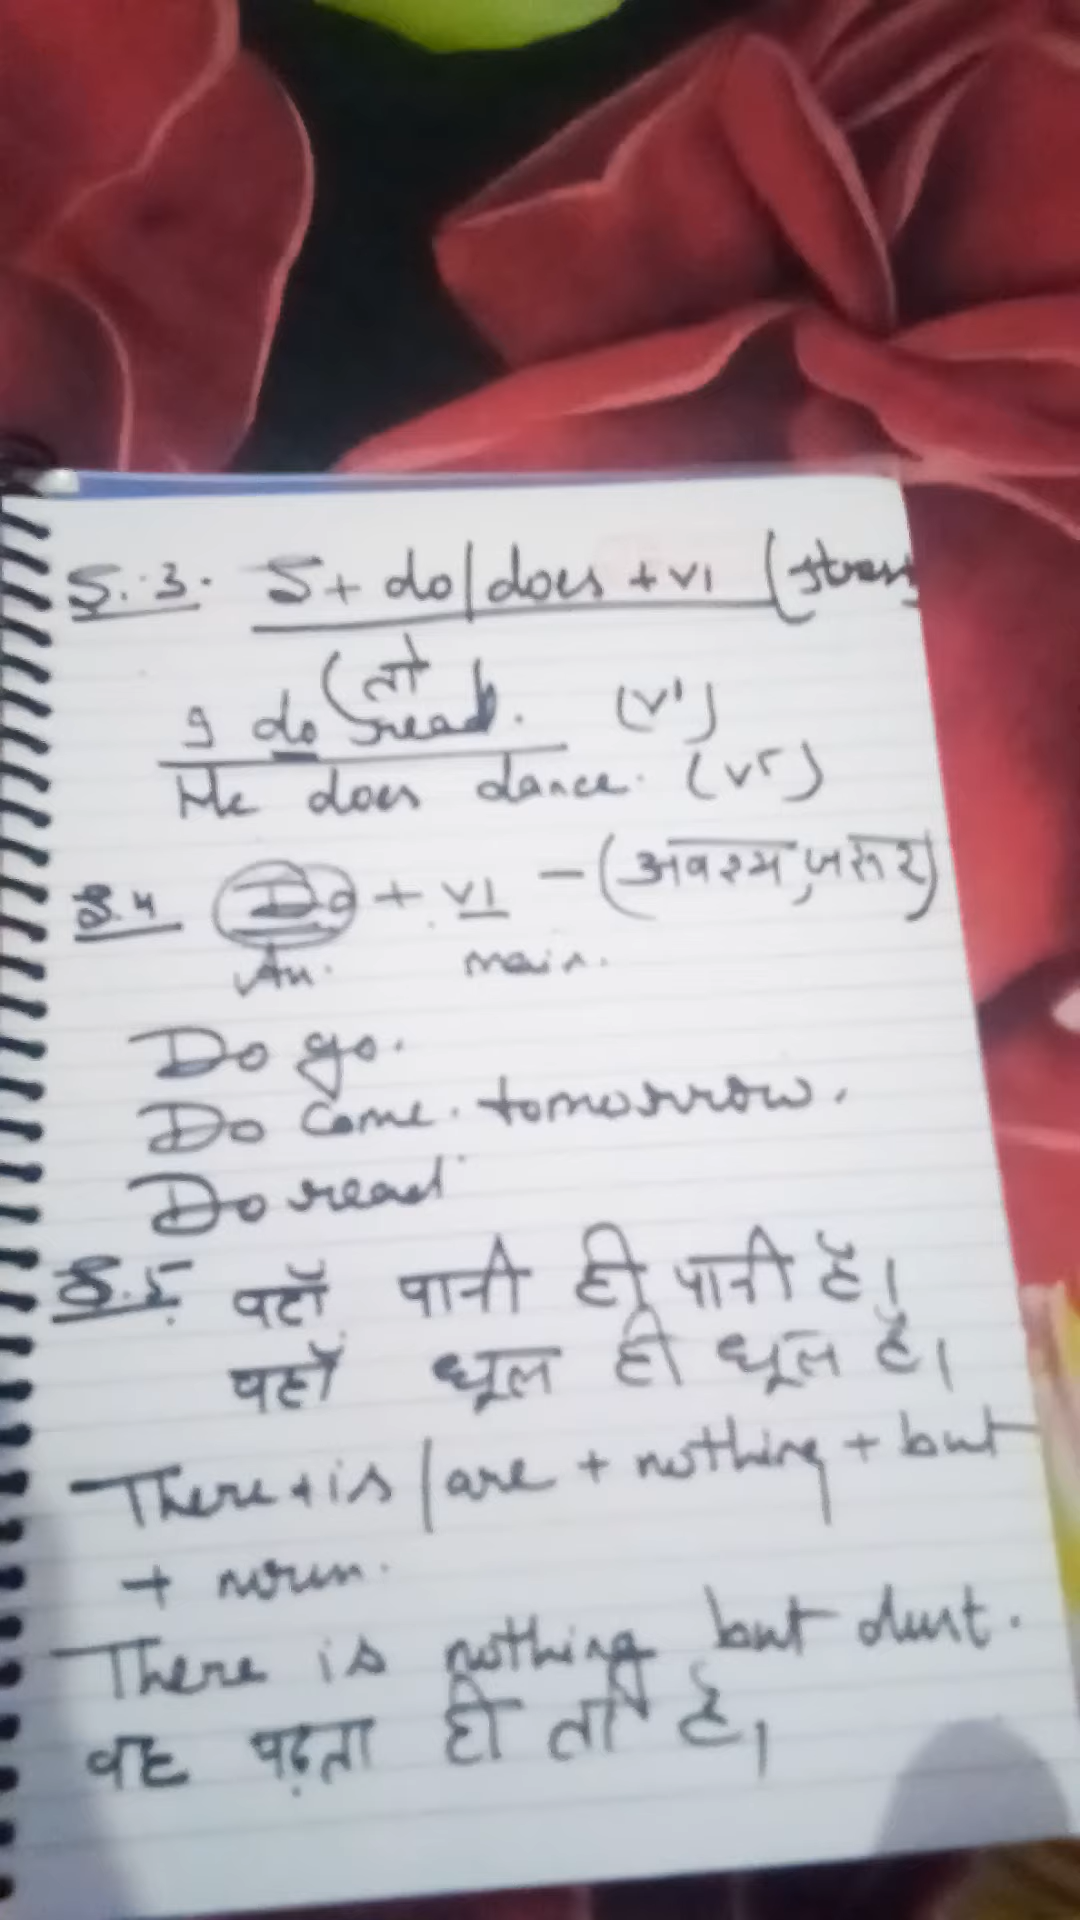 S.3. S + do/does + v1 (stress
(तो
I do read. (v1)
He does dance. (v5)
S.4 Do + v1 - (अवश्य, जरूर)
Au. main.
Do go.
Do come. tomorrow.
Do read
S.5. वहाँ पानी ही पानी है।
यहाँ धूल ही धूल है।
There + is / are + nothing + but
+ noun.
There is nothing but dust.
वह पढ़ता ही तो है।